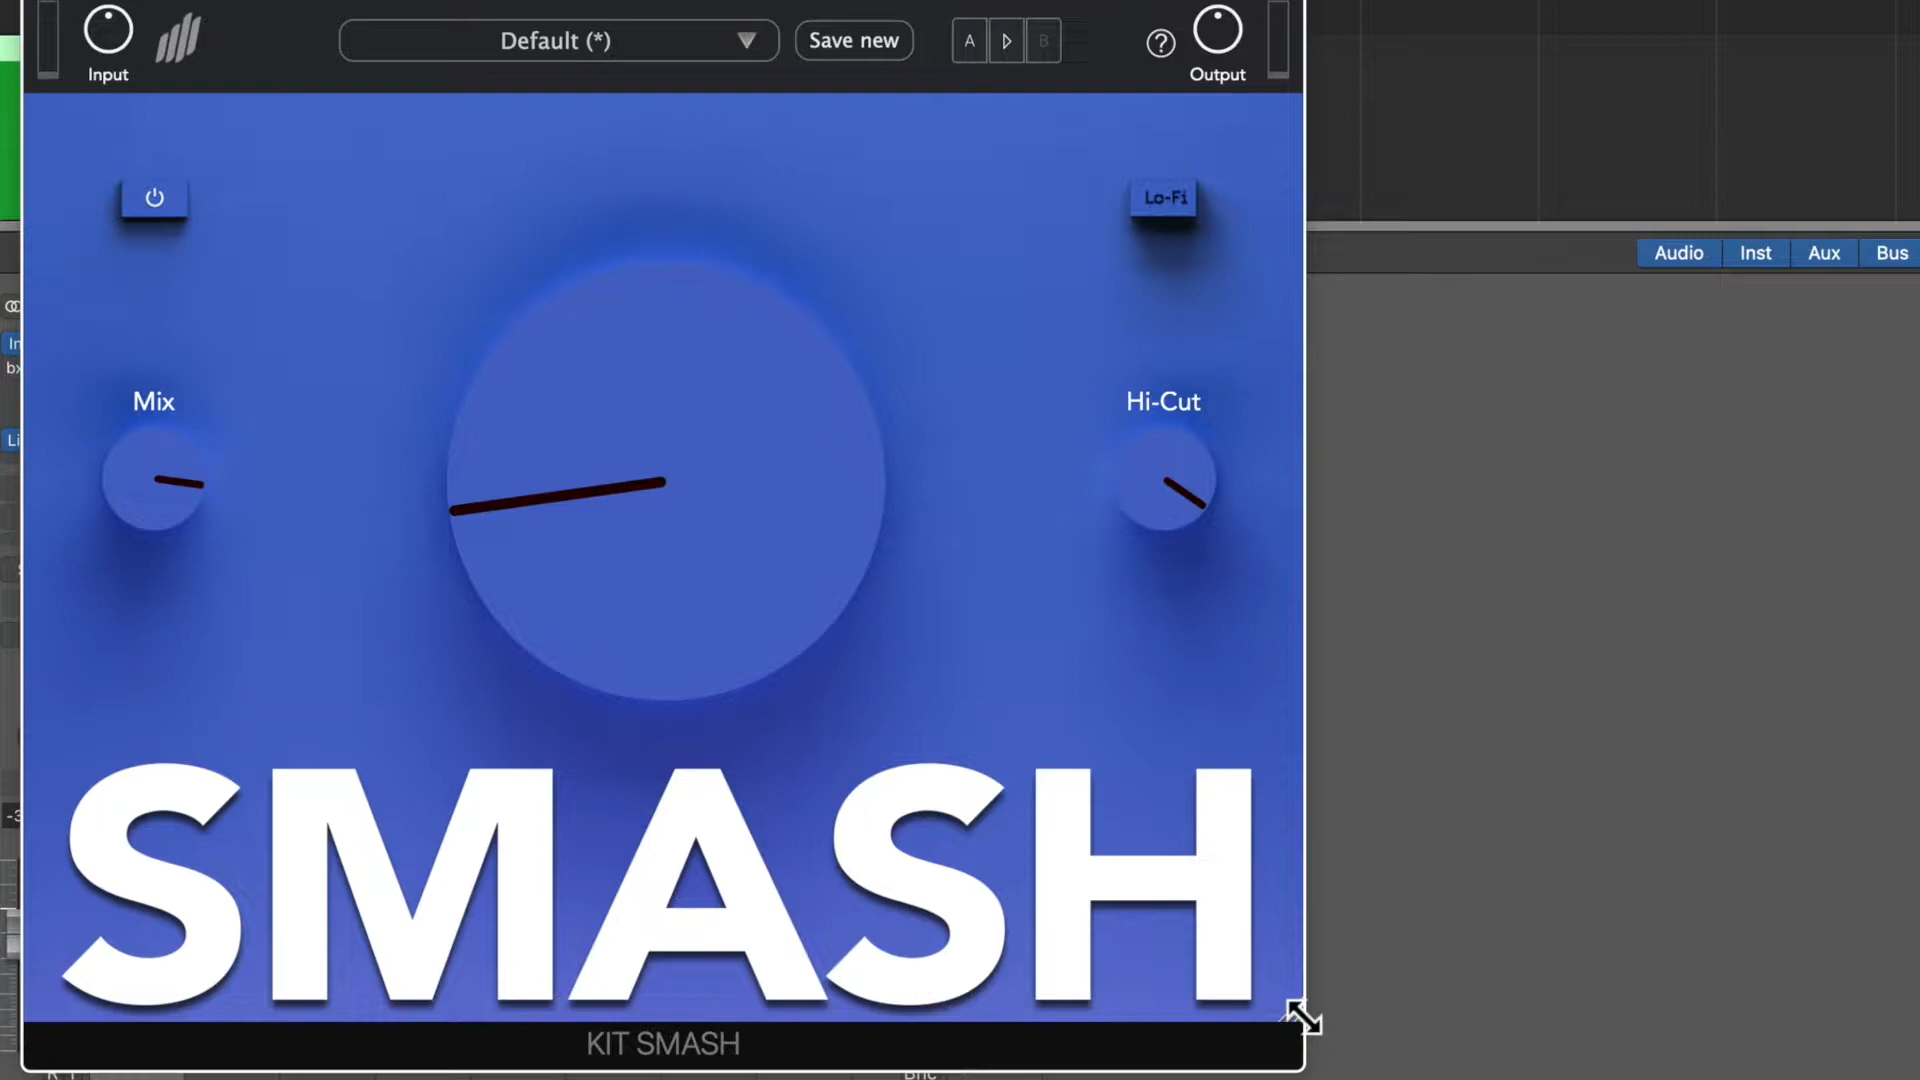 Default (*)
Save new
A
B
?
Input
Output
Lo-Fi
Audio
Inst
Aux
Bus
Mix
Hi-Cut
SMASH
KIT SMASH